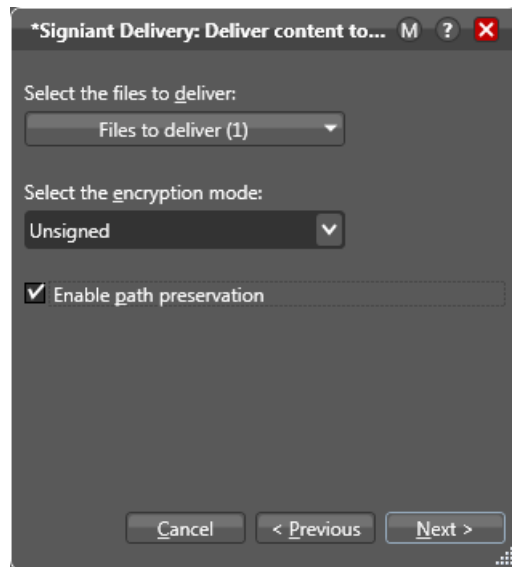 *Signiant Delivery: Deliver content to... M ?
Select the files to deliver:
Files to deliver (1)
Select the encryption mode:
Unsigned
Enable path preservation
Cancel < Previous Next >